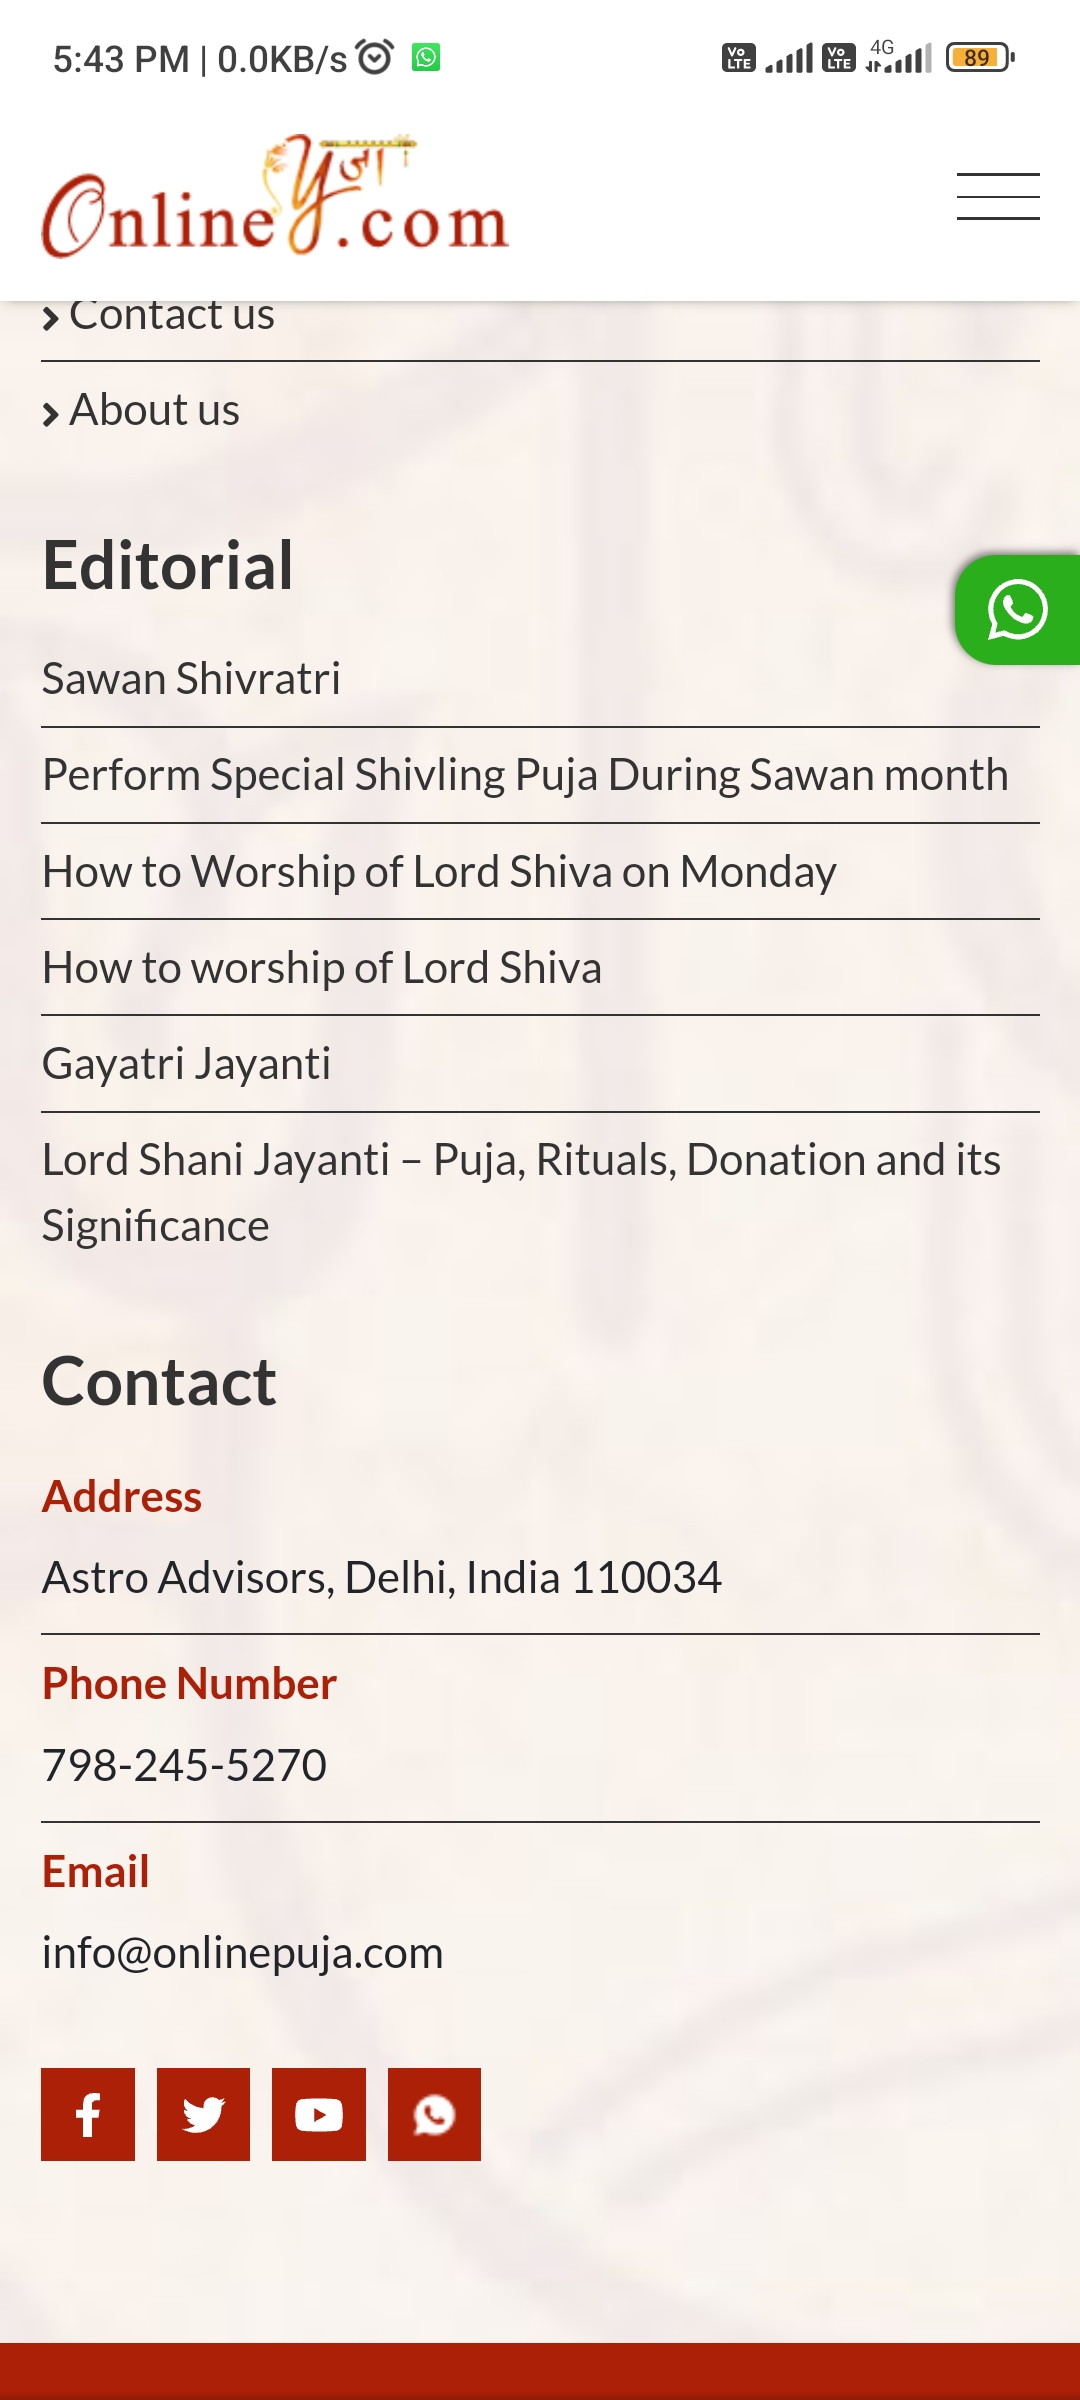 5:43 PM | 0.0KB/s
Vo LTE Vo LTE 4G 89
Onlineपूजा.com
Contact us
About us
Editorial
Sawan Shivratri
Perform Special Shivling Puja During Sawan month
How to Worship of Lord Shiva on Monday
How to worship of Lord Shiva
Gayatri Jayanti
Lord Shani Jayanti – Puja, Rituals, Donation and its
Significance
Contact
Address
Astro Advisors, Delhi, India 110034
Phone Number
798-245-5270
Email
info@onlinepuja.com